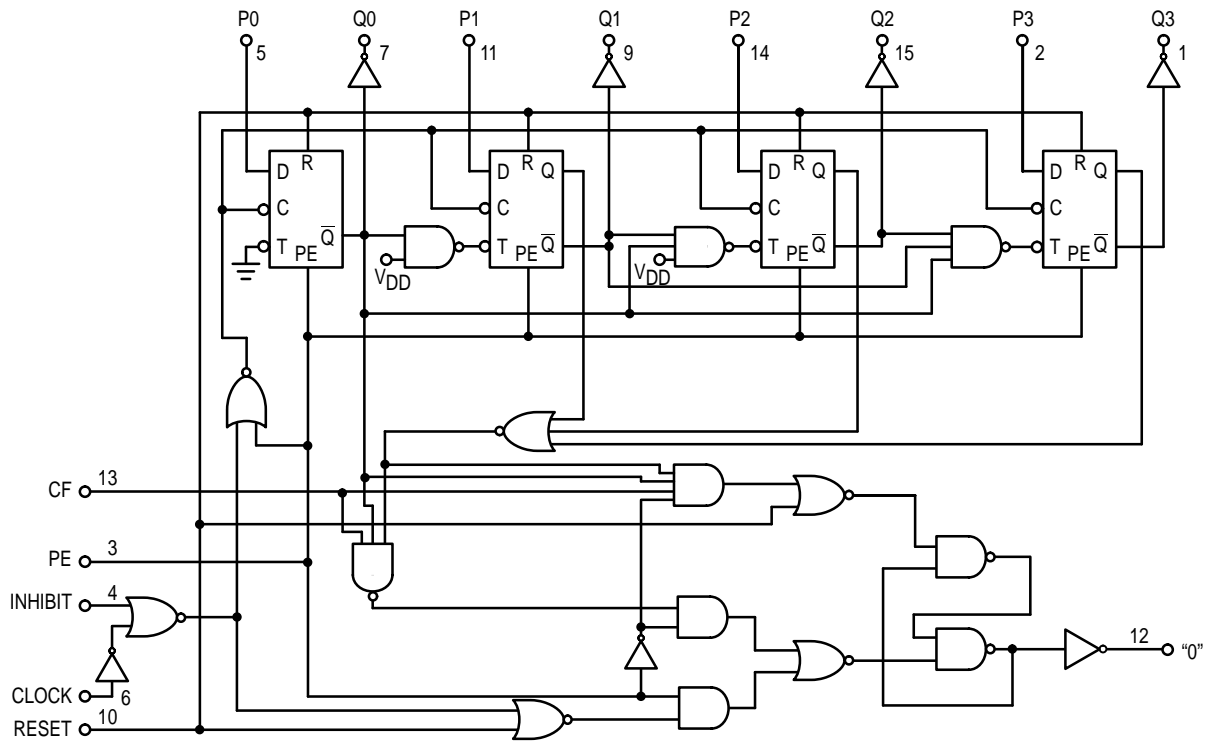 P0 Q0 P1 Q1 P2 Q2 P3 Q3
5 7 11 9 14 15 2 1
R R R R
D D Q D Q D Q
C C C C
T PE Q̅ T PE Q̅ T PE Q̅ T PE Q̅
VDD VDD
CF 13
PE 3
INHIBIT 4
12 “0”
CLOCK 6
RESET 10